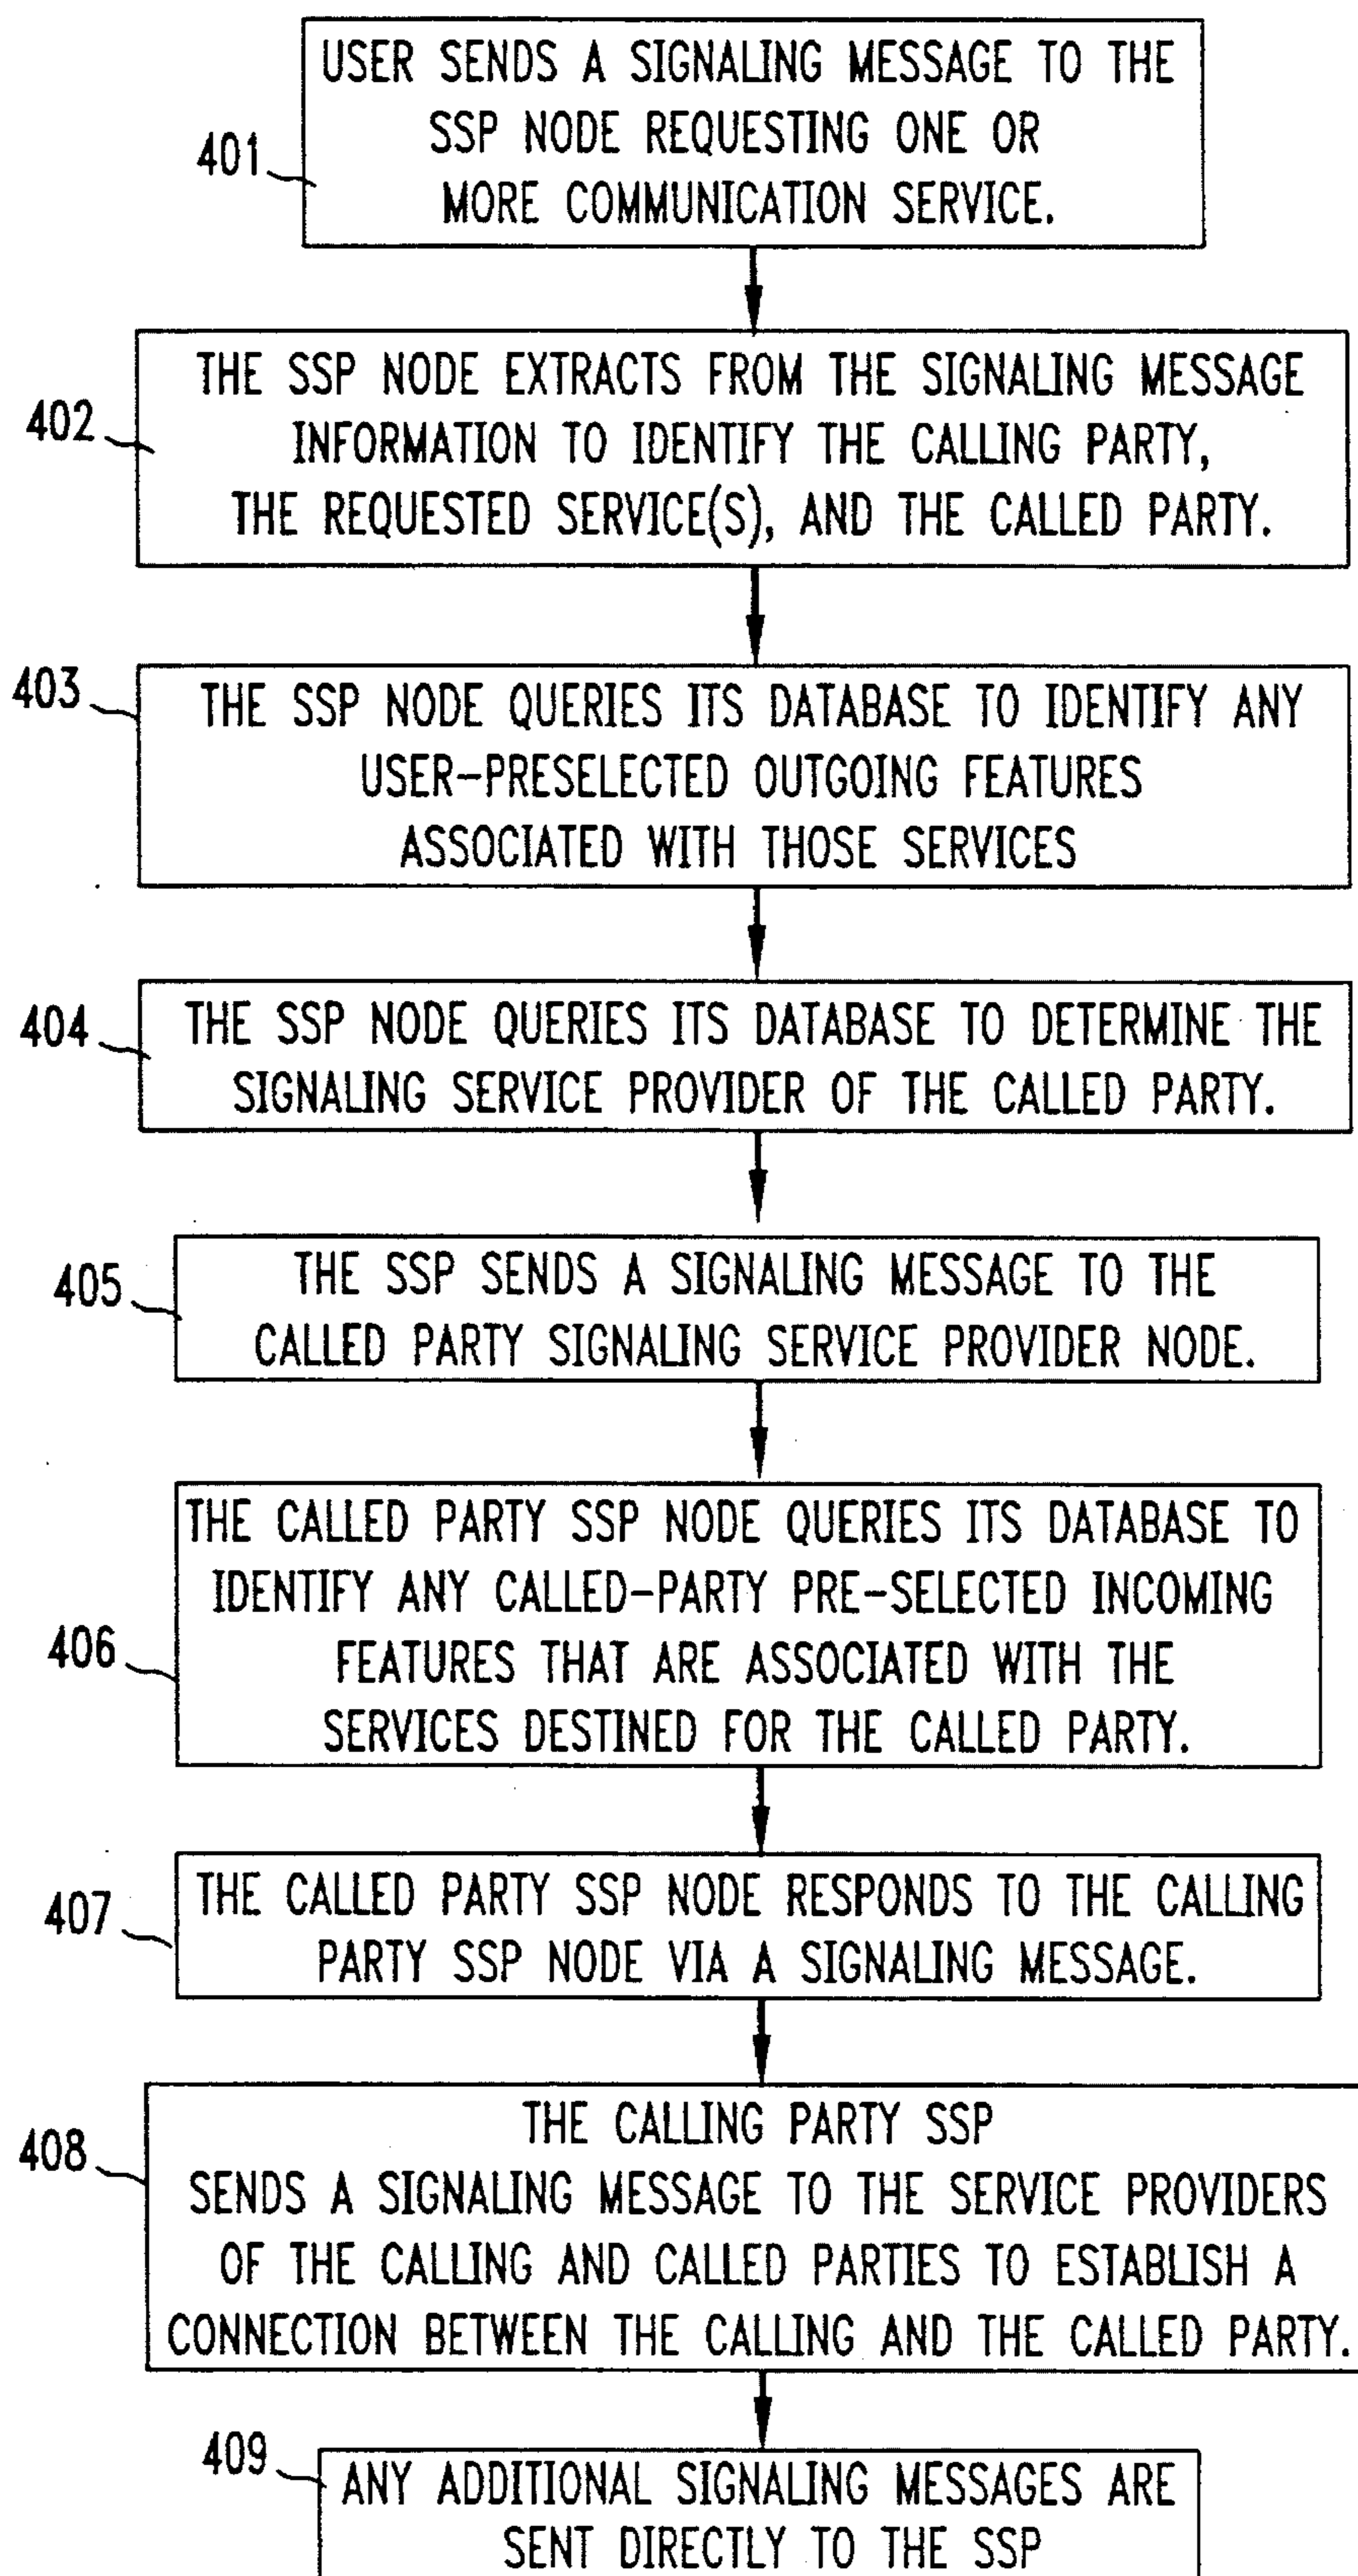 USER SENDS A SIGNALING MESSAGE TO THE
SSP NODE REQUESTING ONE OR
MORE COMMUNICATION SERVICE.
401
THE SSP NODE EXTRACTS FROM THE SIGNALING MESSAGE
INFORMATION TO IDENTIFY THE CALLING PARTY,
THE REQUESTED SERVICE(S), AND THE CALLED PARTY.
402
THE SSP NODE QUERIES ITS DATABASE TO IDENTIFY ANY
USER-PRESELECTED OUTGOING FEATURES
ASSOCIATED WITH THOSE SERVICES
403
THE SSP NODE QUERIES ITS DATABASE TO DETERMINE THE
SIGNALING SERVICE PROVIDER OF THE CALLED PARTY.
404
THE SSP SENDS A SIGNALING MESSAGE TO THE
CALLED PARTY SIGNALING SERVICE PROVIDER NODE.
405
THE CALLED PARTY SSP NODE QUERIES ITS DATABASE TO
IDENTIFY ANY CALLED-PARTY PRE-SELECTED INCOMING
FEATURES THAT ARE ASSOCIATED WITH THE
SERVICES DESTINED FOR THE CALLED PARTY.
406
THE CALLED PARTY SSP NODE RESPONDS TO THE CALLING
PARTY SSP NODE VIA A SIGNALING MESSAGE.
407
THE CALLING PARTY SSP
SENDS A SIGNALING MESSAGE TO THE SERVICE PROVIDERS
OF THE CALLING AND CALLED PARTIES TO ESTABLISH A
CONNECTION BETWEEN THE CALLING AND THE CALLED PARTY.
408
ANY ADDITIONAL SIGNALING MESSAGES ARE
SENT DIRECTLY TO THE SSP
409